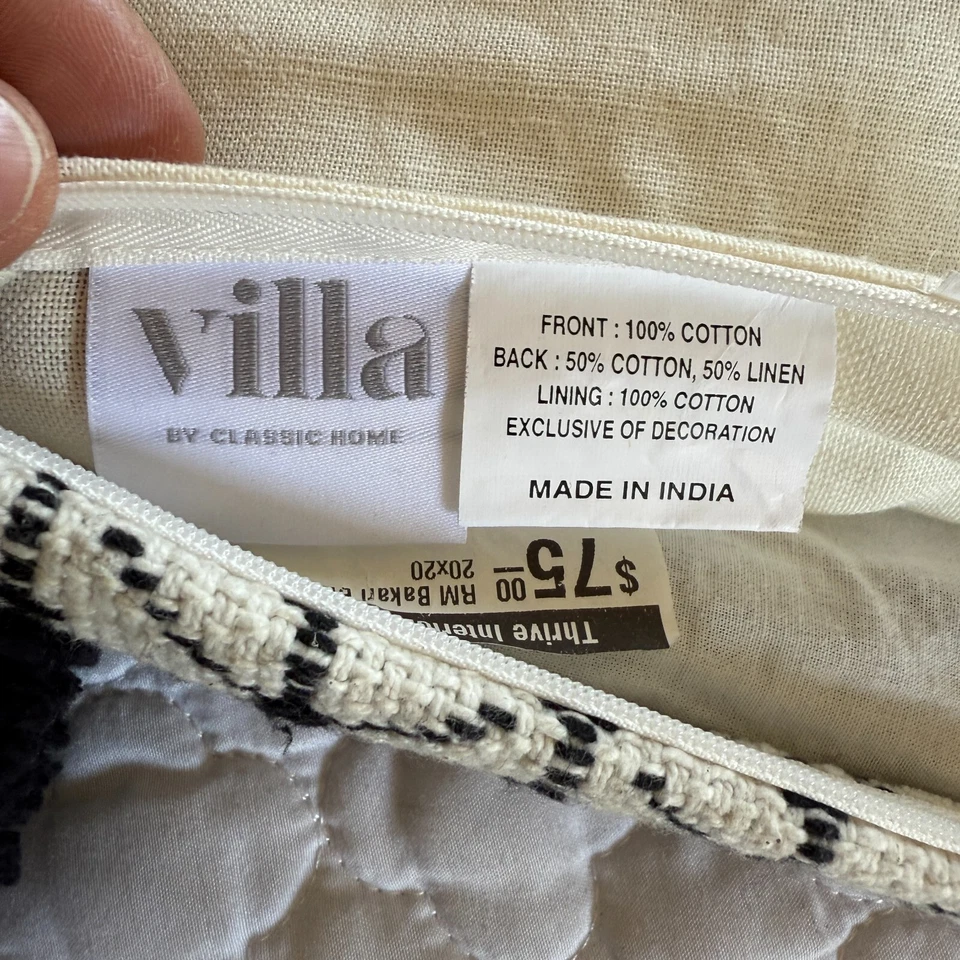 villa
BY CLASSIC HOME
FRONT : 100% COTTON
BACK : 50% COTTON, 50% LINEN
LINING : 100% COTTON
EXCLUSIVE OF DECORATION
MADE IN INDIA
Thrive
RM Bakari
20x20
$75.00